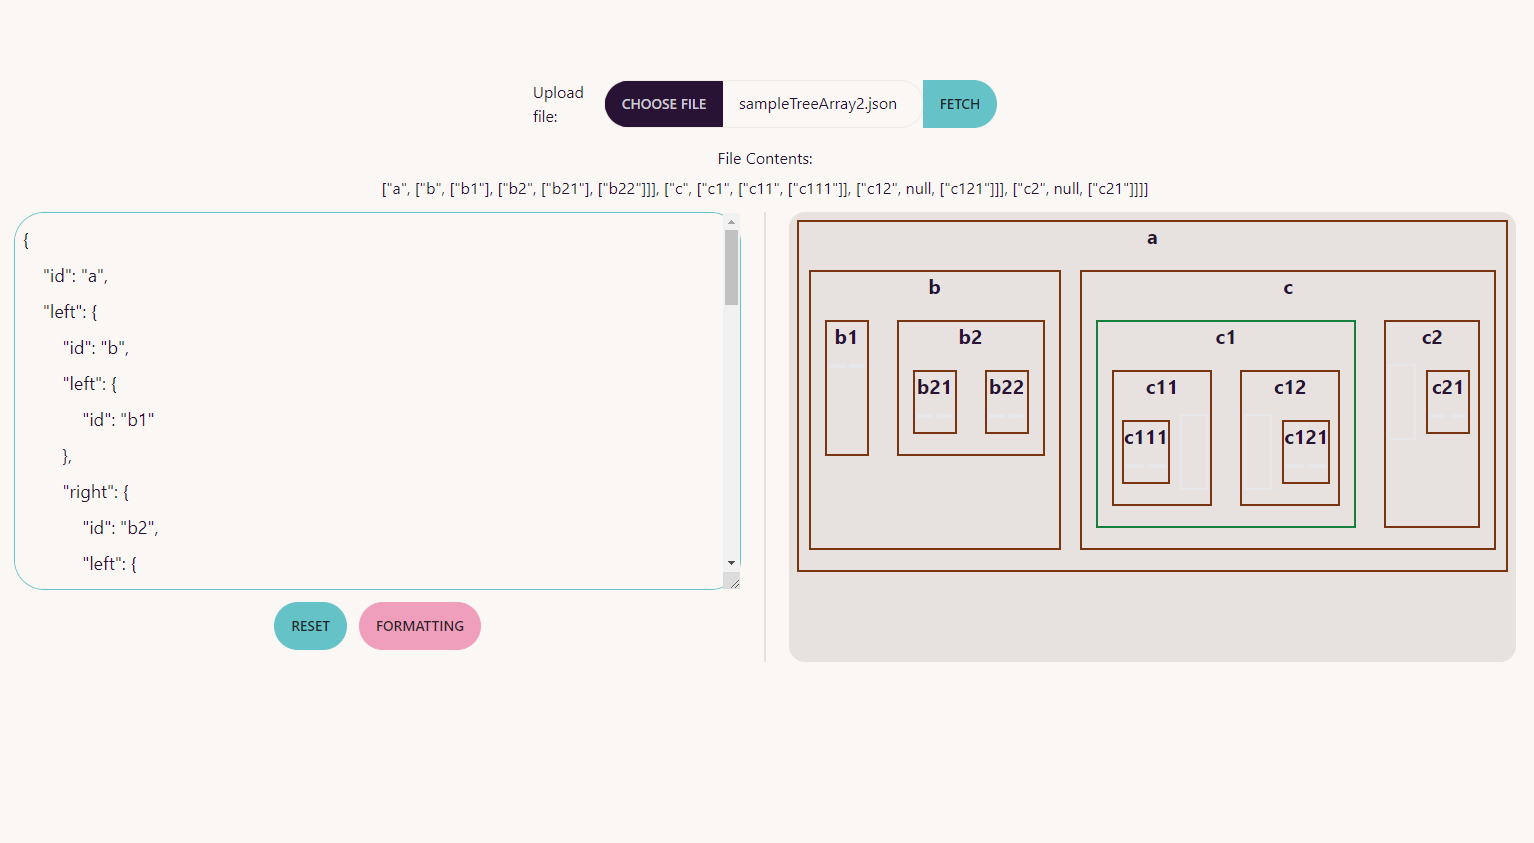 Upload
file:
CHOOSE FILE
sampleTreeArray2.json
FETCH
File Contents:
["a", ["b", ["b1"], ["b2", ["b21"], ["b22"]]], ["c", ["c1", ["c11", ["c111"]], ["c12", null, ["c121"]]], ["c2", null, ["c21"]]]]
{
"id": "a",
"left": {
"id": "b",
"left": {
"id": "b1"
},
"right": {
"id": "b2",
"left": {
RESET
FORMATTING
a
b
c
b1
b2
c1
c2
b21
b22
c11
c12
c21
c111
c121